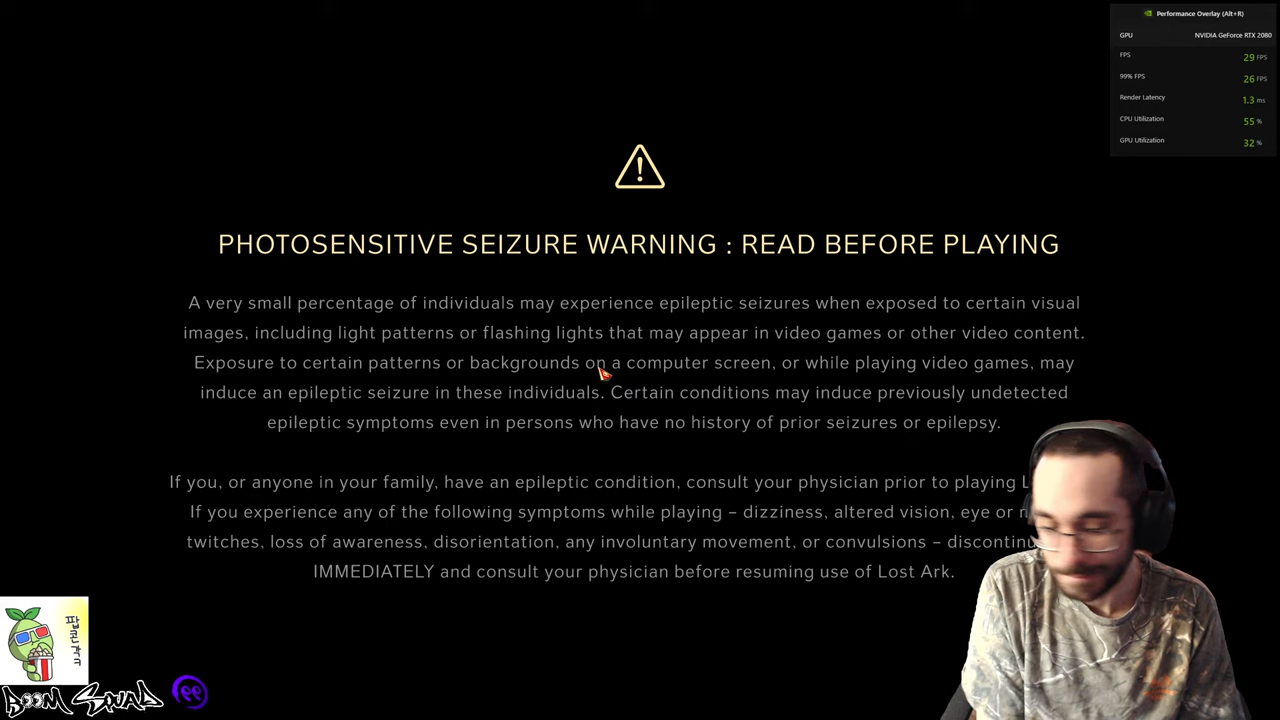 Performance Overlay (Alt+R)
GPU NVIDIA GeForce RTX 2080
FPS 29 FPS
99% FPS 26 FPS
Render Latency 1.3 ms
CPU Utilization 55 %
GPU Utilization 32 %
PHOTOSENSITIVE SEIZURE WARNING : READ BEFORE PLAYING
A very small percentage of individuals may experience epileptic seizures when exposed to certain visual
images, including light patterns or flashing lights that may appear in video games or other video content.
Exposure to certain patterns or backgrounds on a computer screen, or while playing video games, may
induce an epileptic seizure in these individuals. Certain conditions may induce previously undetected
epileptic symptoms even in persons who have no history of prior seizures or epilepsy.
If you, or anyone in your family, have an epileptic condition, consult your physician prior to playing
If you experience any of the following symptoms while playing – dizziness, altered vision, eye or
twitches, loss of awareness, disorientation, any involuntary movement, or convulsions –
IMMEDIATELY and consult your physician before resuming use of Lost Ark.
BOOM SQUAD